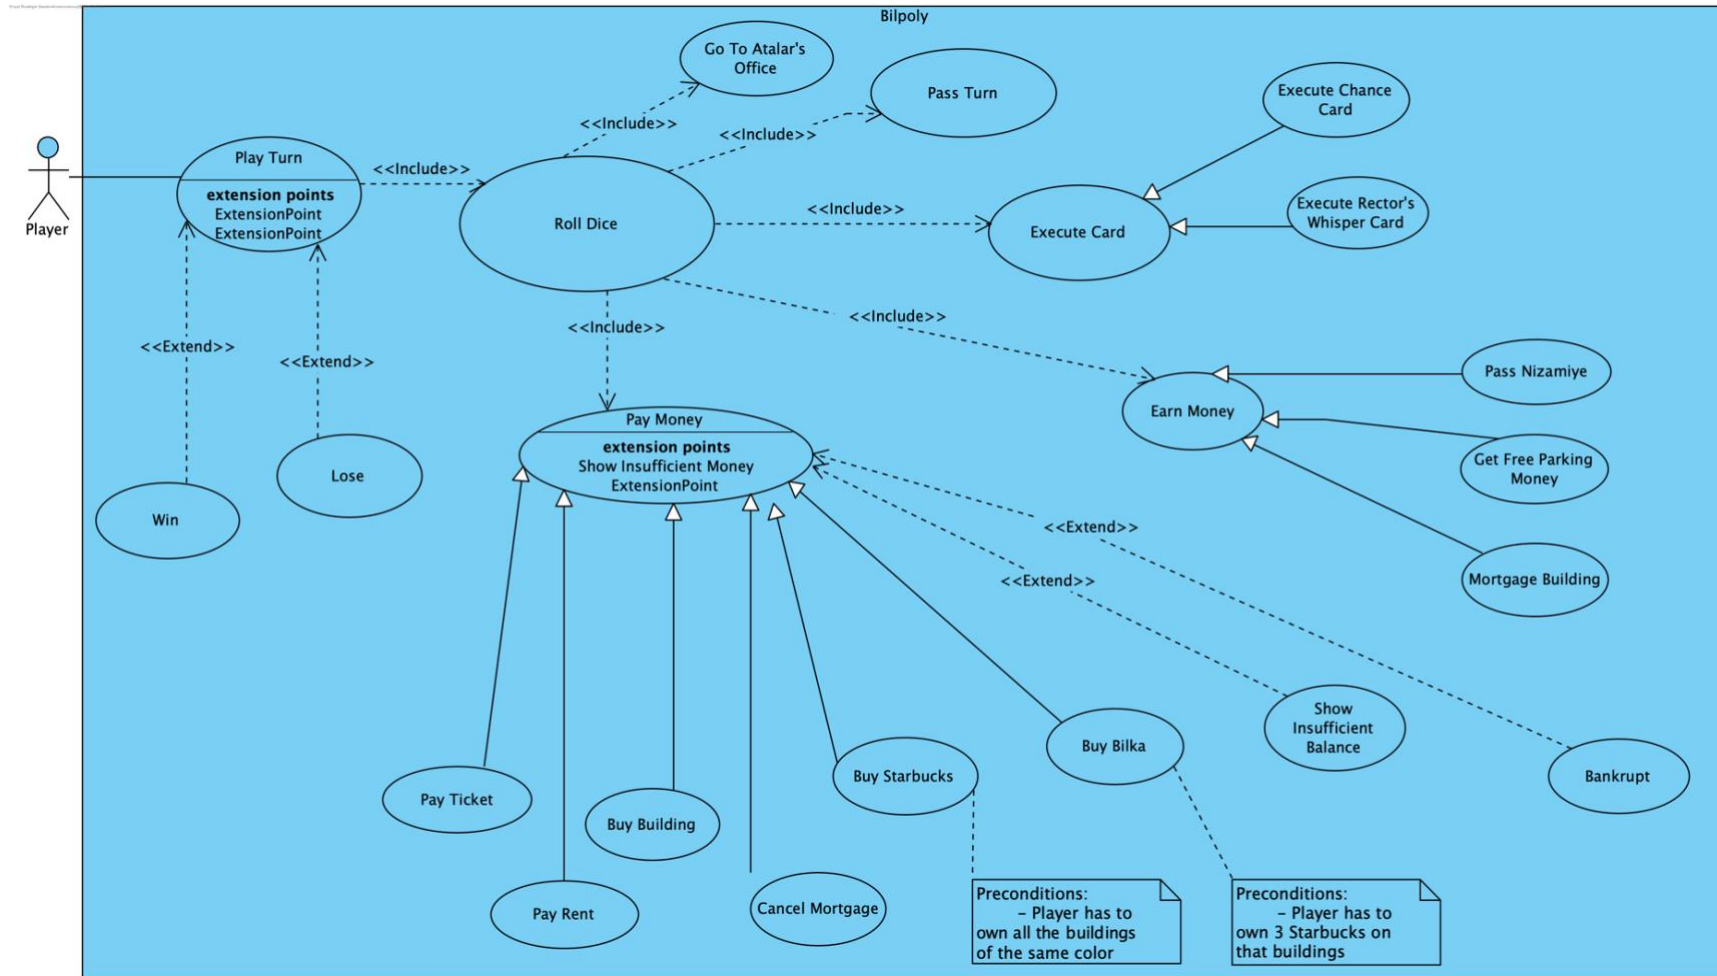 Bilpoly
Go To Atalar's
Office
Pass Turn
Execute Chance
Card
<<Include>>
<<Include>>
Play Turn
<<Include>>
extension points
ExtensionPoint
ExtensionPoint
Player
Roll Dice
<<Include>>
Execute Card
Execute Rector's
Whisper Card
<<Include>>
<<Include>>
<<Extend>>
<<Extend>>
Pass Nizamiye
Earn Money
Pay Money
extension points
Show Insufficient Money
ExtensionPoint
Get Free Parking
Money
Lose
Win
<<Extend>>
<<Extend>>
Mortgage Building
Show
Insufficient
Balance
Buy Bilka
Buy Starbucks
Bankrupt
Pay Ticket
Buy Building
Pay Rent
Cancel Mortgage
Preconditions:
- Player has to
own all the buildings
of the same color
Preconditions:
- Player has to
own 3 Starbucks on
that buildings